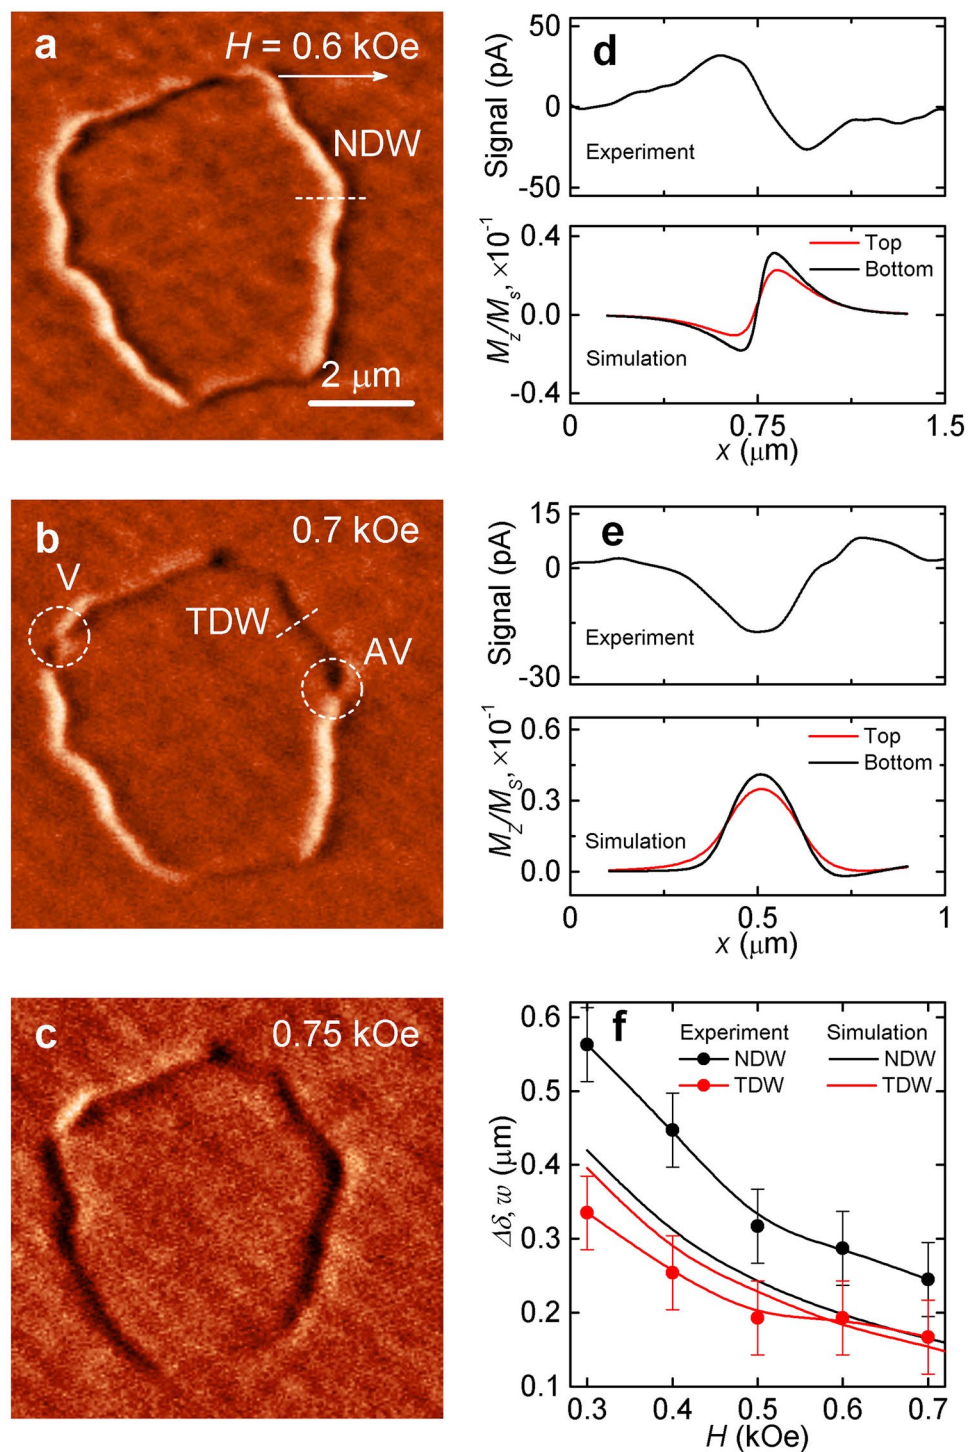 a
H = 0.6 kOe
NDW
2 μm
b
0.7 kOe
V
TDW
AV
c
0.75 kOe
d
Signal (pA)
50
0
-50
Experiment
M_z/M_s, ×10⁻¹
0.4
0.0
-0.4
Top
Bottom
Simulation
0 0.75 1.5
x (μm)
e
Signal (pA)
15
0
-30
Experiment
M_Z/M_S, ×10⁻¹
0.6
0.3
0.0
Top
Bottom
Simulation
0 0.5 1
x (μm)
f
Δδ, w (μm)
0.6
0.5
0.4
0.3
0.2
0.1
Experiment Simulation
NDW NDW
TDW TDW
0.3 0.4 0.5 0.6 0.7
H (kOe)